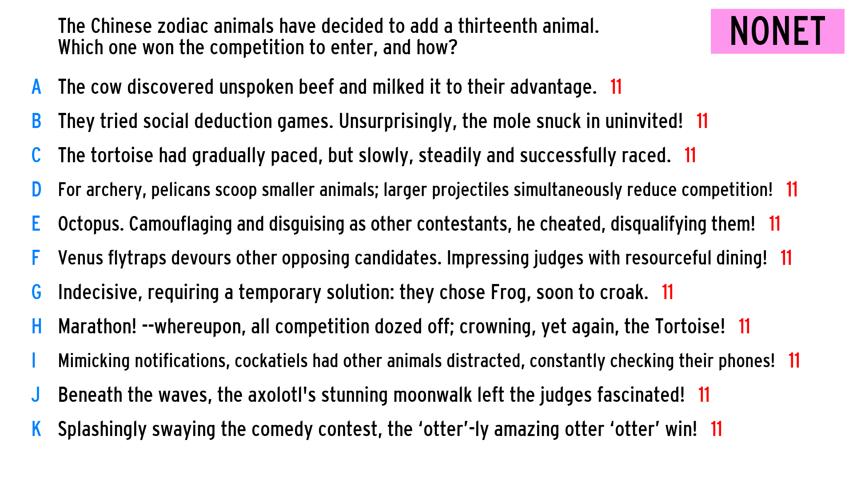 The Chinese zodiac animals have decided to add a thirteenth animal.
Which one won the competition to enter, and how?
NONET
A The cow discovered unspoken beef and milked it to their advantage. 11
B They tried social deduction games. Unsurprisingly, the mole snuck in uninvited! 11
C The tortoise had gradually paced, but slowly, steadily and successfully raced. 11
D For archery, pelicans scoop smaller animals; larger projectiles simultaneously reduce competition! 11
E Octopus. Camouflaging and disguising as other contestants, he cheated, disqualifying them! 11
F Venus flytraps devours other opposing candidates. Impressing judges with resourceful dining! 11
G Indecisive, requiring a temporary solution: they chose Frog, soon to croak. 11
H Marathon! --whereupon, all competition dozed off; crowning, yet again, the Tortoise! 11
I Mimicking notifications, cockatiels had other animals distracted, constantly checking their phones! 11
J Beneath the waves, the axolotl's stunning moonwalk left the judges fascinated! 11
K Splashingly swaying the comedy contest, the ‘otter’-ly amazing otter ‘otter’ win! 11